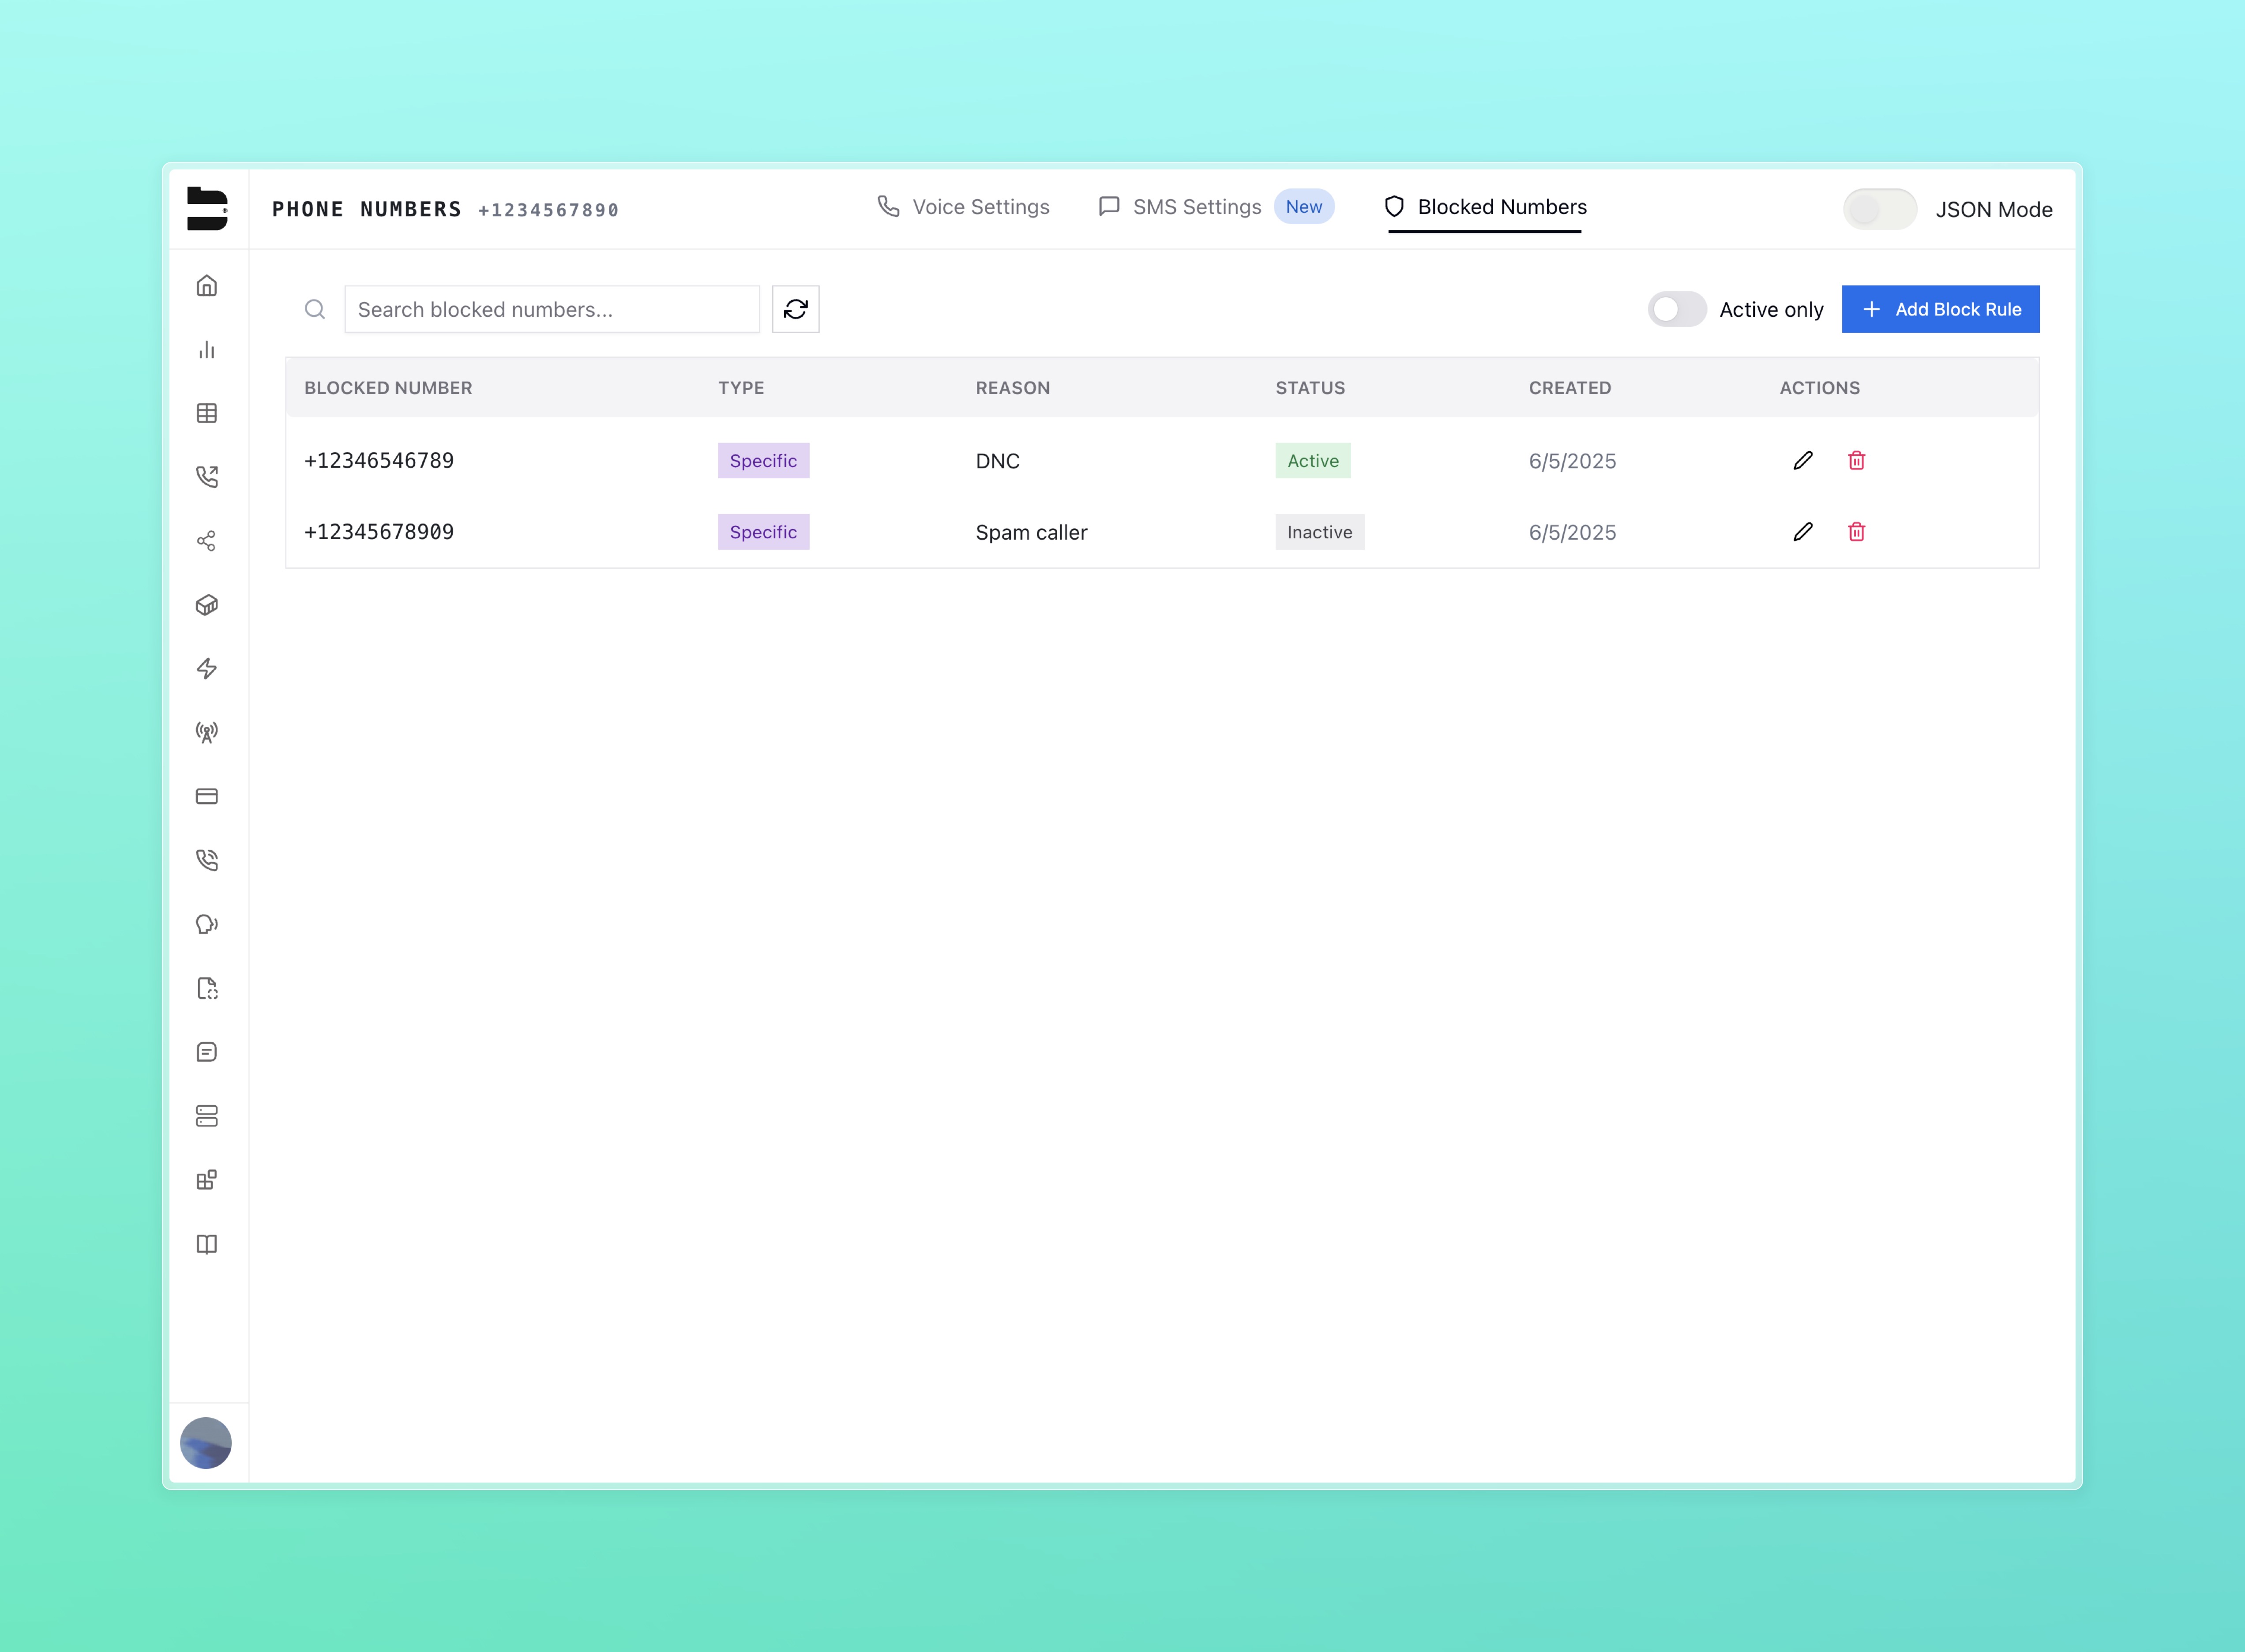 PHONE NUMBERS +1234567890
Voice Settings
SMS Settings New
Blocked Numbers
JSON Mode
Search blocked numbers...
Active only
Add Block Rule
BLOCKED NUMBER TYPE REASON STATUS CREATED ACTIONS
+12346546789 Specific DNC Active 6/5/2025
+12345678909 Specific Spam caller Inactive 6/5/2025